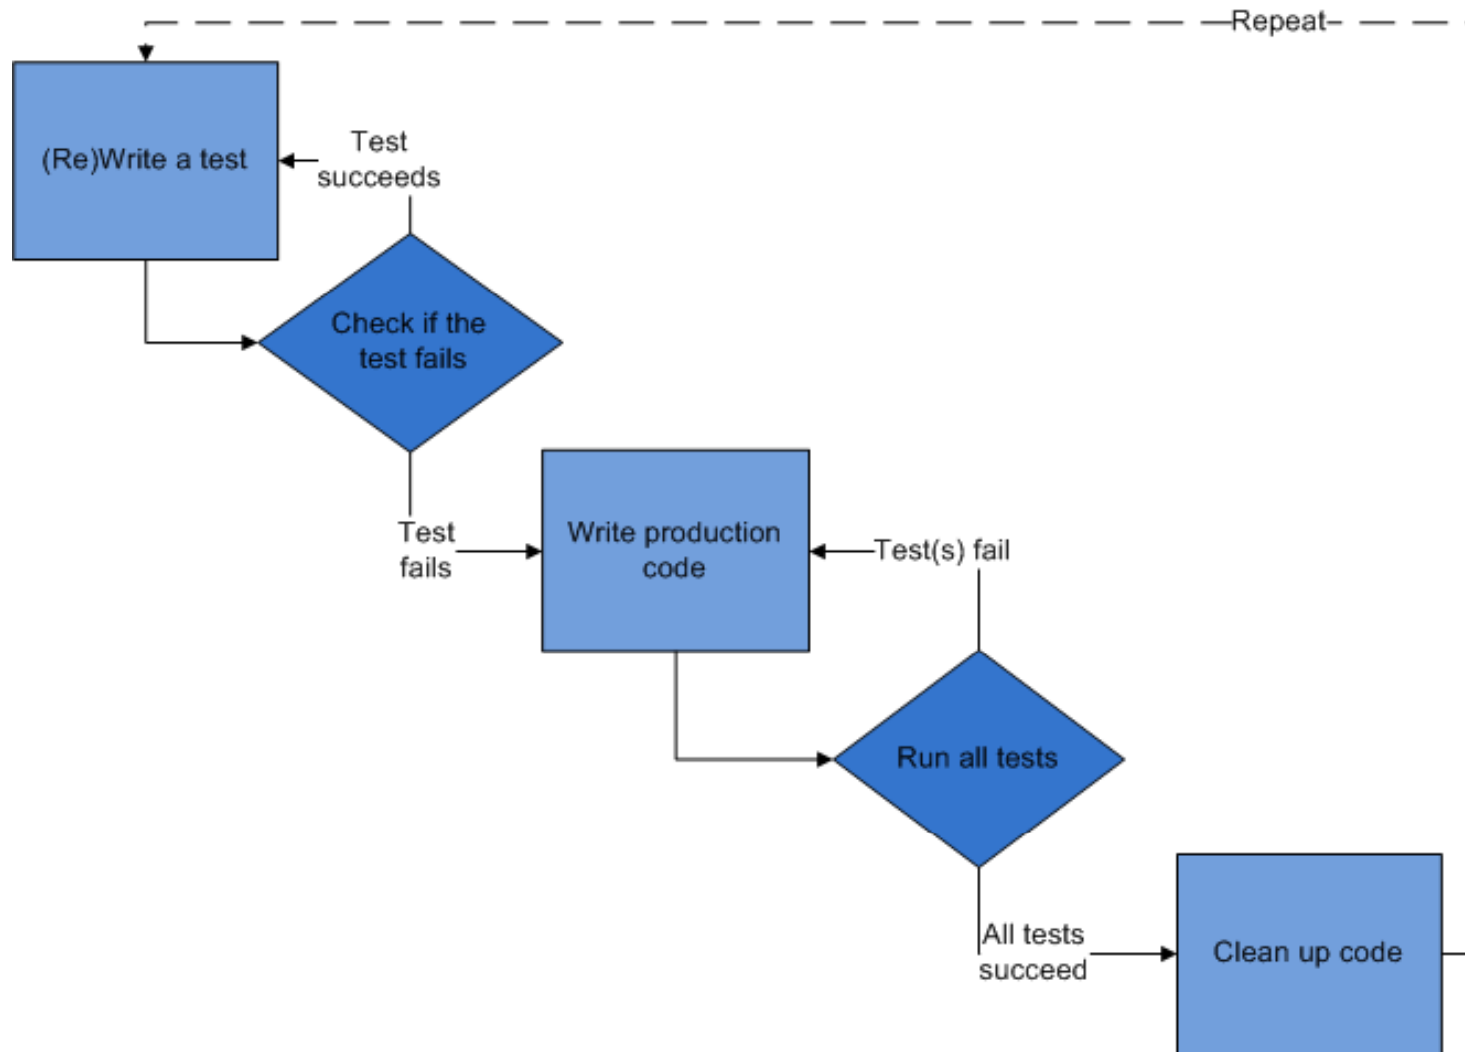 Repeat
(Re)Write a test
Test
succeeds
Check if the
test fails
Test
fails
Write production
code
Test(s) fail
Run all tests
All tests
succeed
Clean up code